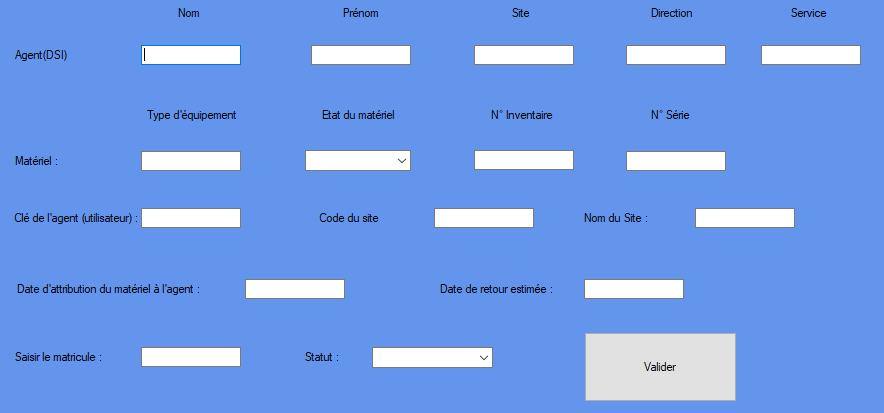 Nom Prénom Site Direction Service
Agent(DSI)
Type d'équipement Etat du matériel N° Inventaire N° Série
Matériel :
Clé de l'agent (utilisateur) : Code du site Nom du Site :
Date d'attribution du matériel à l'agent : Date de retour estimée :
Saisir le matricule : Statut : Valider